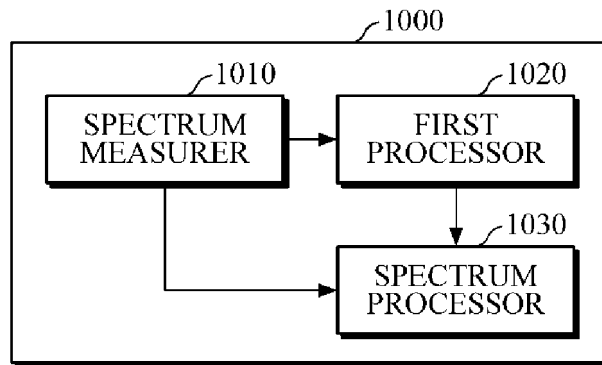 1000
1010
SPECTRUM
MEASURER
1020
FIRST
PROCESSOR
1030
SPECTRUM
PROCESSOR